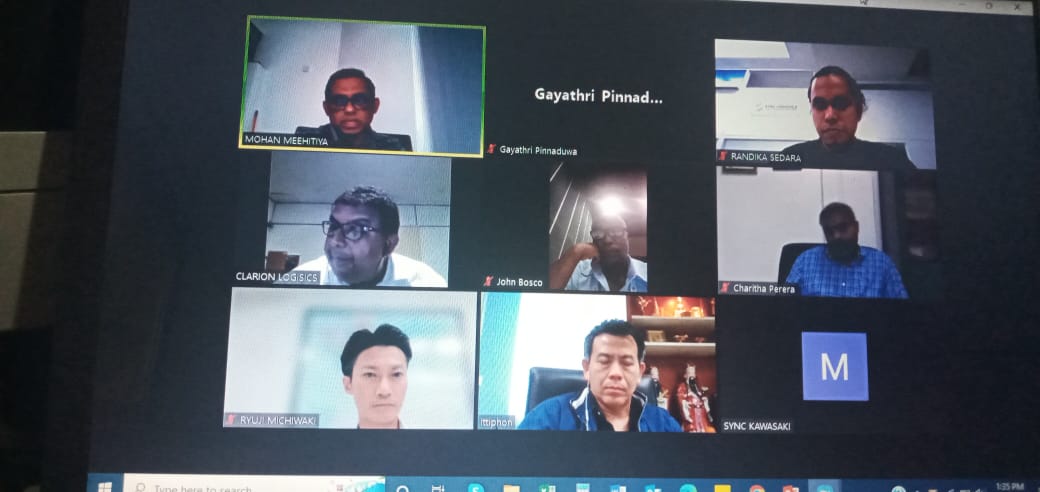 MOHAN MEEHITIYA
Gayathri Pinnad...
Gayathri Pinnaduwa
RANDIKA SEDARA
CLARION LOGISICS
John Bosco
Charitha Perera
RYUJI MICHIWAKI
Ittiphon
M
SYNC KAWASAKI
Type here to search
1:35 PM